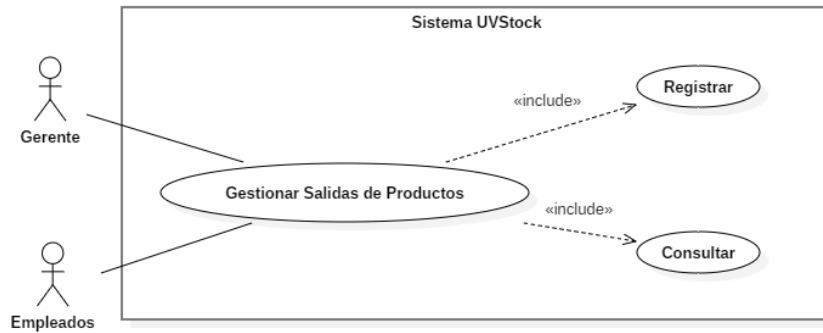 Sistema UVStock
Registrar
«include»
Gerente
Gestionar Salidas de Productos
«include»
Consultar
Empleados